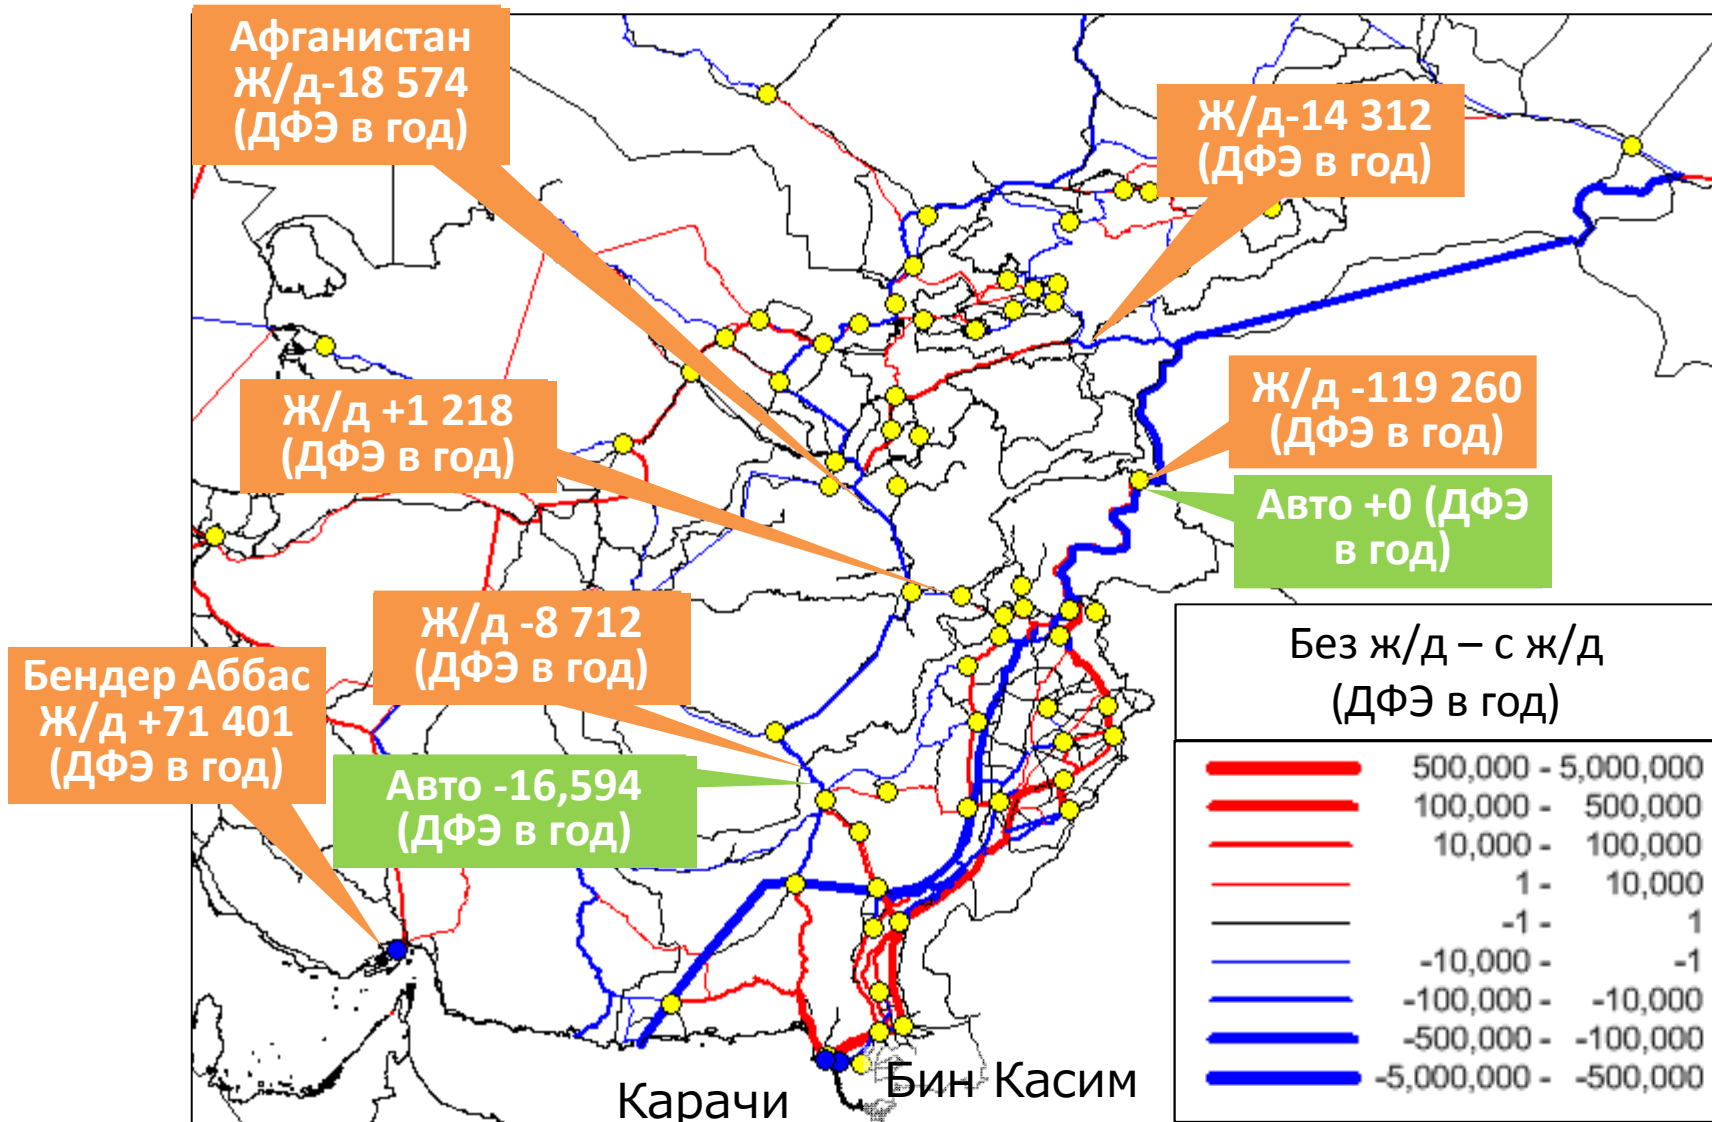 Афганистан
Ж/д-18 574
(ДФЭ в год)
Ж/д-14 312
(ДФЭ в год)
Ж/д +1 218
(ДФЭ в год)
Ж/д -119 260
(ДФЭ в год)
Авто +0 (ДФЭ
в год)
Ж/д -8 712
(ДФЭ в год)
Бендер Аббас
Ж/д +71 401
(ДФЭ в год)
Авто -16,594
(ДФЭ в год)
Без ж/д – с ж/д
(ДФЭ в год)
500,000 - 5,000,000
100,000 - 500,000
10,000 - 100,000
1 - 10,000
-1 - 1
-10,000 - -1
-100,000 - -10,000
-500,000 - -100,000
-5,000,000 - -500,000
Карачи
Бин Касим